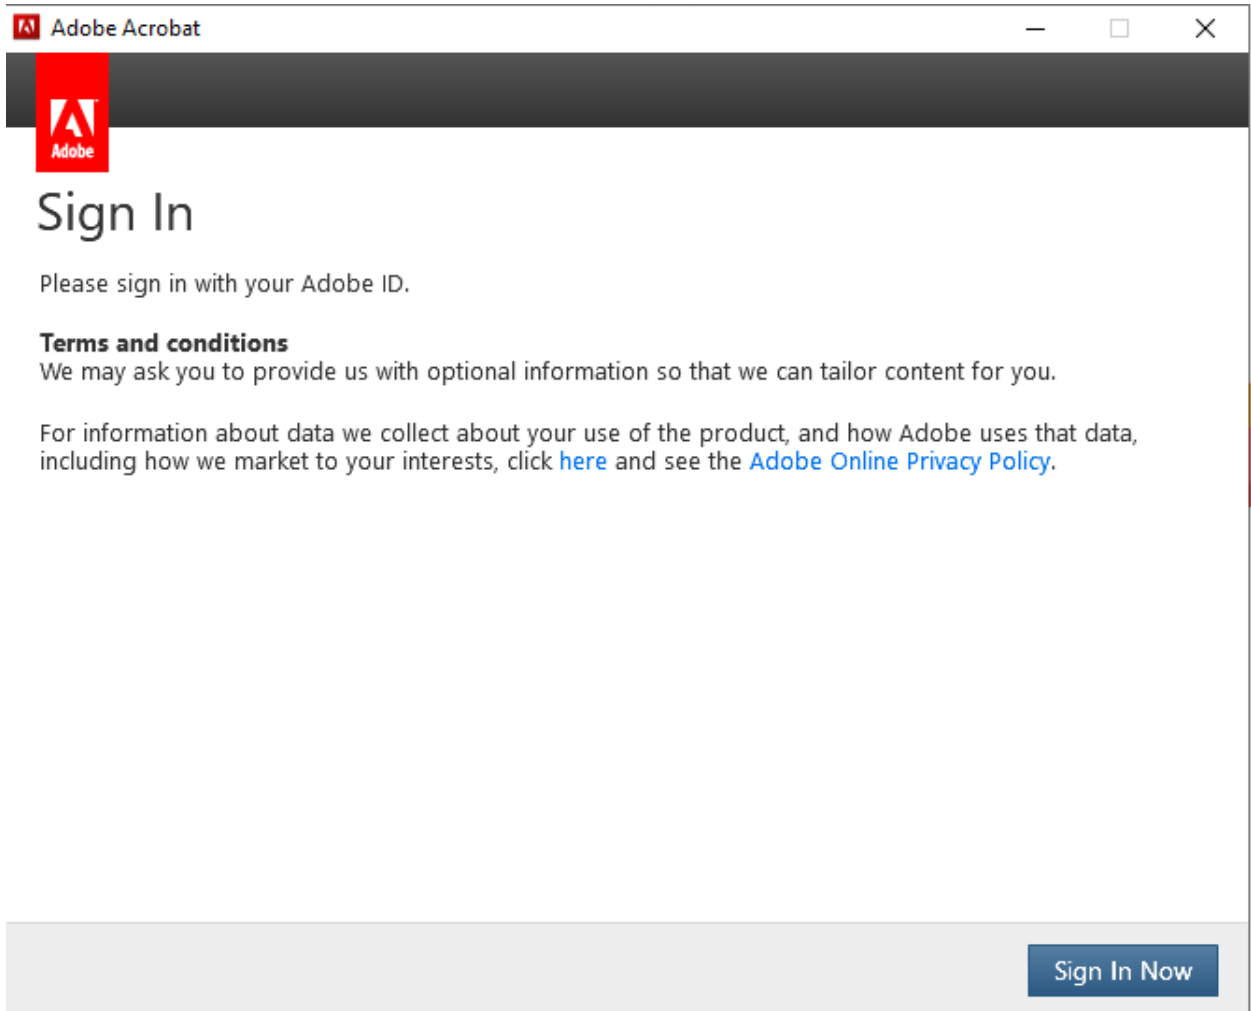 Adobe Acrobat
Adobe
Sign In
Please sign in with your Adobe ID.
Terms and conditions
We may ask you to provide us with optional information so that we can tailor content for you.
For information about data we collect about your use of the product, and how Adobe uses that data,
including how we market to your interests, click here and see the Adobe Online Privacy Policy.
Sign In Now